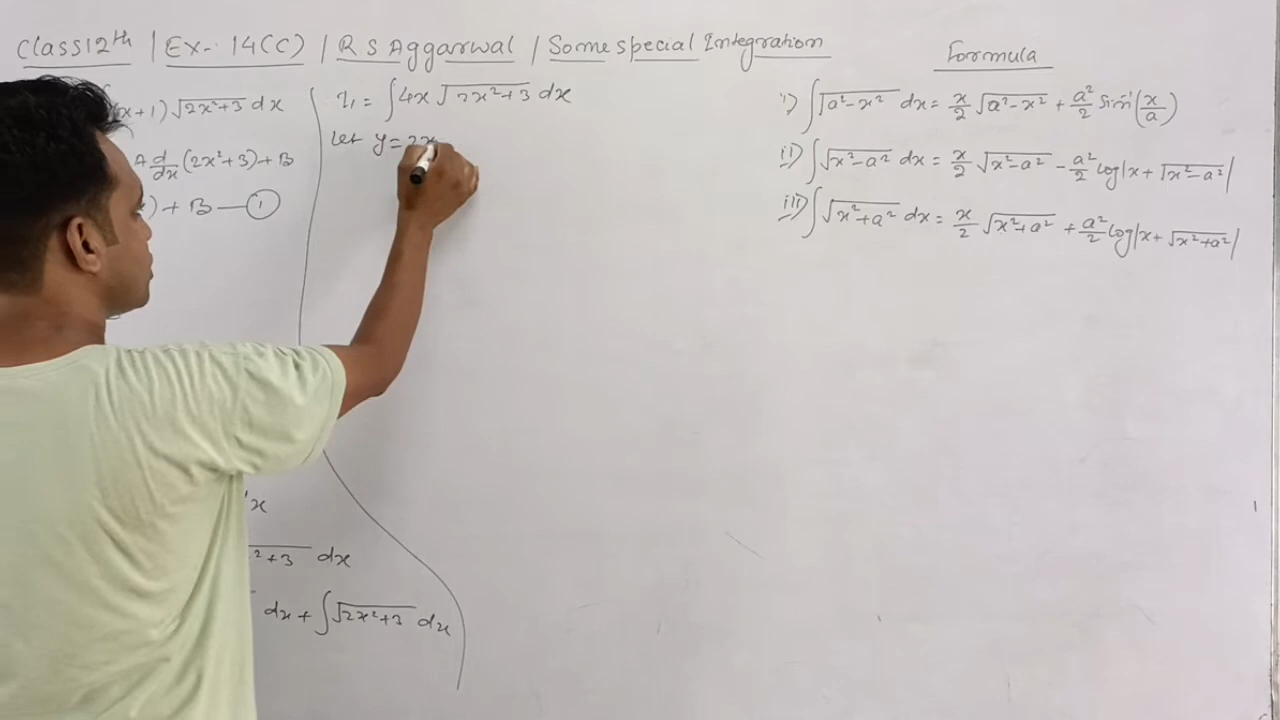 Class 12th / Ex- 14(C) / R S Aggarwal / Some special Integration
x+1) √(2x²+3) dx
A d/dx (2x²+3) + B
) + B — ①
x
²+3 dx
dx + ∫√(2x²+3) dx
I₁ = ∫4x √(2x²+3) dx
Let y = 2x
Formula
i) ∫√(a²-x²) dx = x/2 √(a²-x²) + a²/2 sin⁻¹(x/a)
ii) ∫√(x²-a²) dx = x/2 √(x²-a²) - a²/2 log|x + √(x²-a²)|
iii) ∫√(x²+a²) dx = x/2 √(x²+a²) + a²/2 log|x + √(x²+a²)|